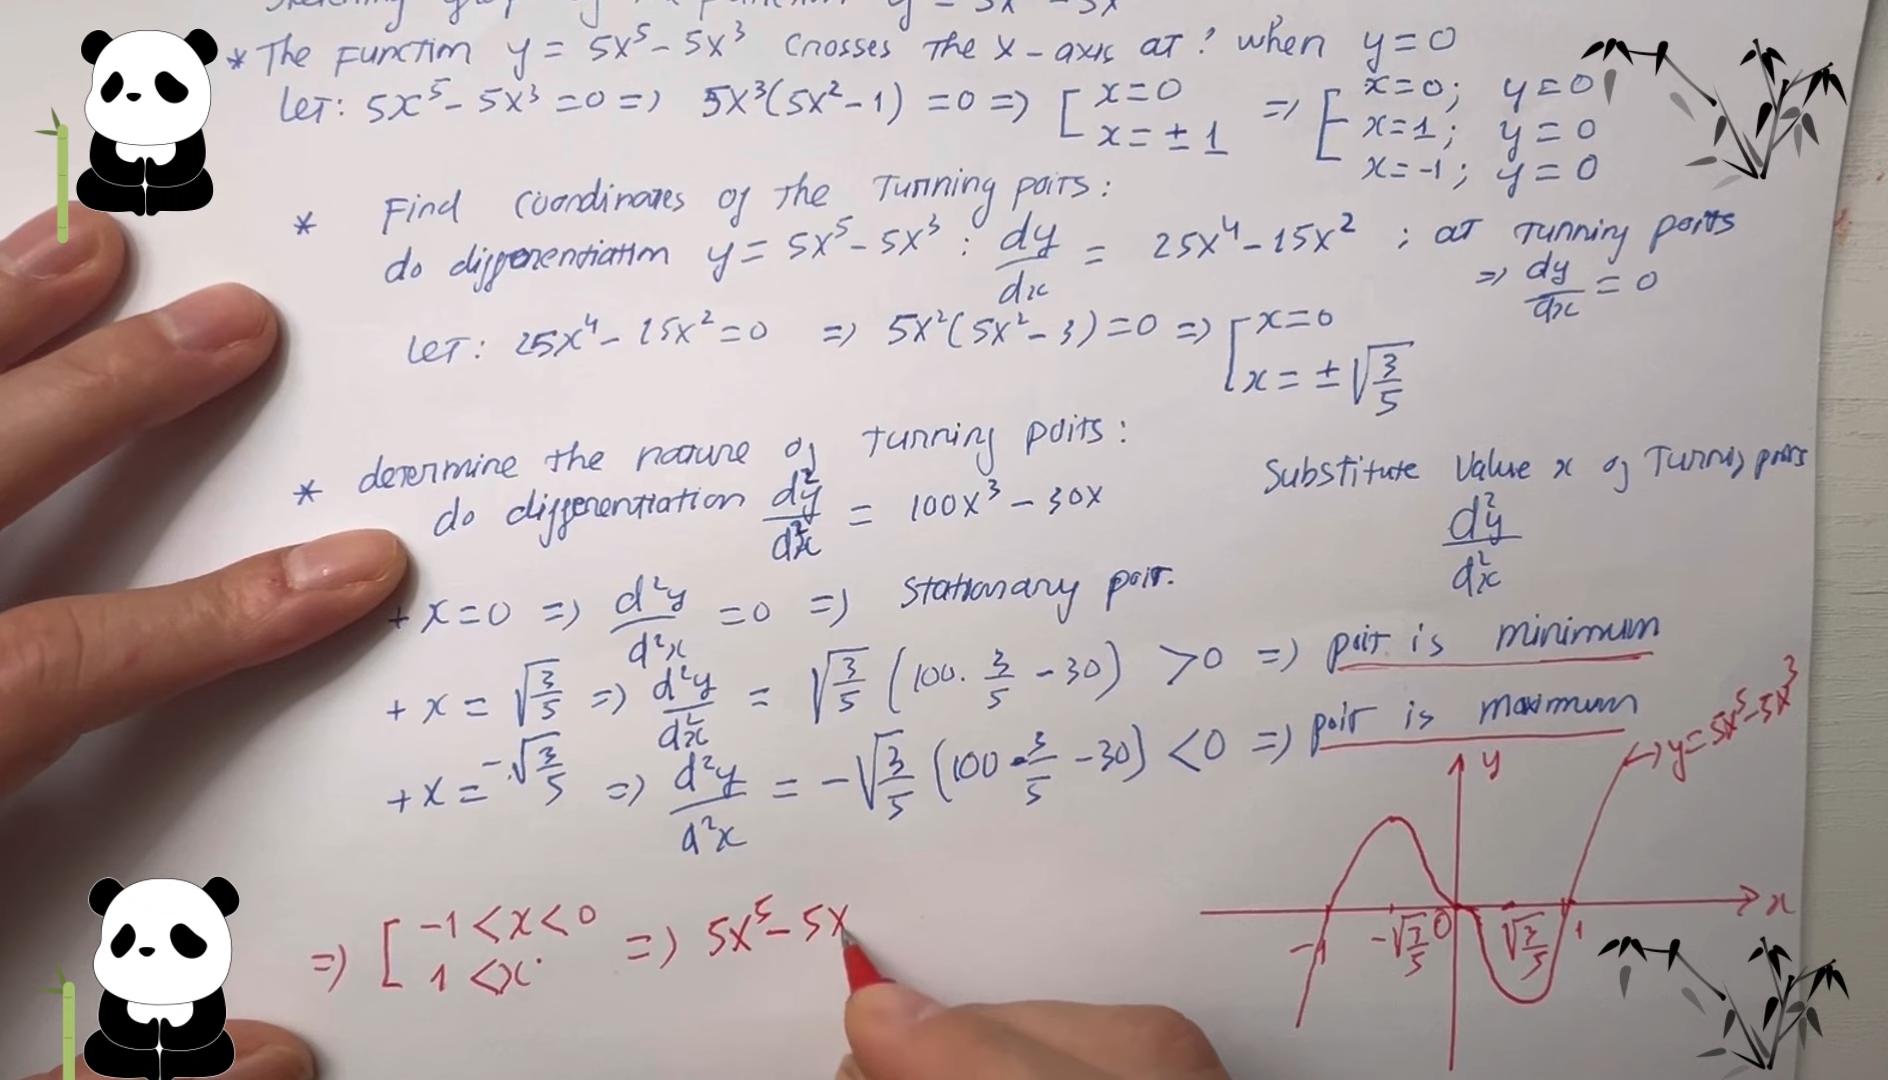 * The Function y = 5x⁵ - 5x³ crosses the x-axis at? when y=0
Let: 5x⁵ - 5x³ = 0 => 5x³(5x² - 1) = 0 => [ x=0 x=±1 => [ x=0; y=0 x=1; y=0 x=-1; y=0
* Find coordinates of the Turning points:
do differentiation y = 5x⁵ - 5x³ : dy/dx = 25x⁴ - 15x² ; at turning points => dy/dx = 0
Let: 25x⁴ - 15x² = 0 => 5x²(5x² - 3) = 0 => [ x=0 x=±√(3/5)
* determine the nature of turning points:
do differentiation d²y/d²x = 100x³ - 30x
Substitute value x of Turning points
d²y/d²x
+ x=0 => d²y/d²x = 0 => Stationary point.
+ x = √(3/5) => d²y/d²x = √(3/5) (100. 3/5 - 30) > 0 => point is minimum
+ x = -√(3/5) => d²y/d²x = -√(3/5) (100. 3/5 - 30) < 0 => point is maximum
y
<-> y = 5x⁵ - 5x³
x
-1 -√(3/5) 0 √(3/5) 1
=> [ -1 < x < 0 1 < x => 5x⁵ - 5x